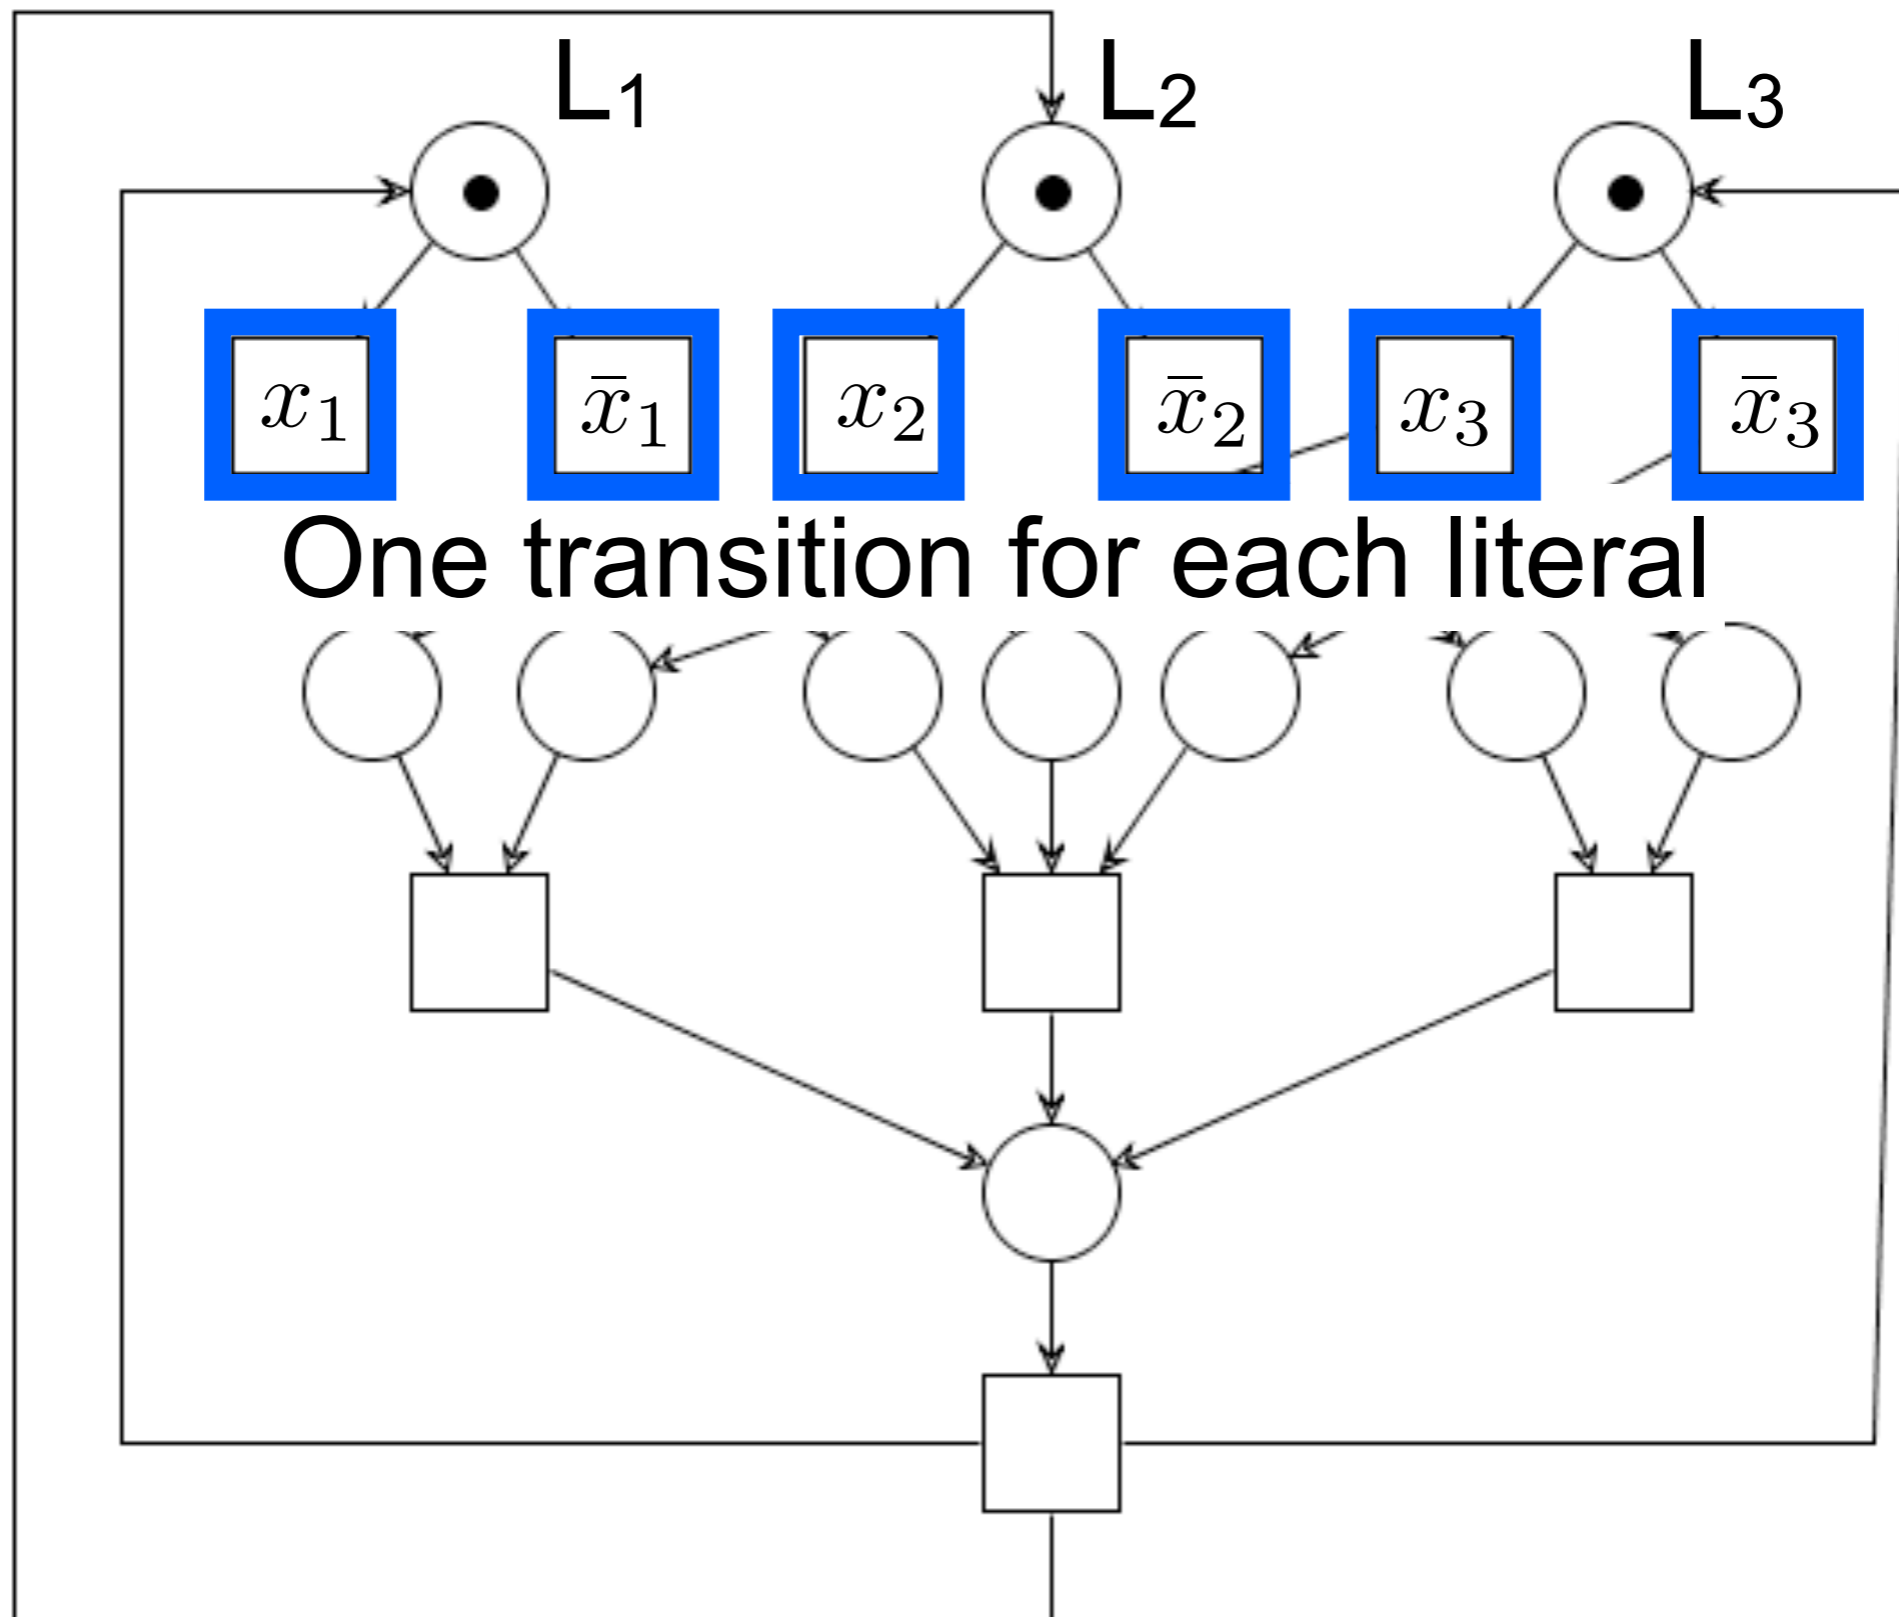 L₁ L₂ L₃
x₁ x̄₁ x₂ x̄₂ x₃ x̄₃
One transition for each literal